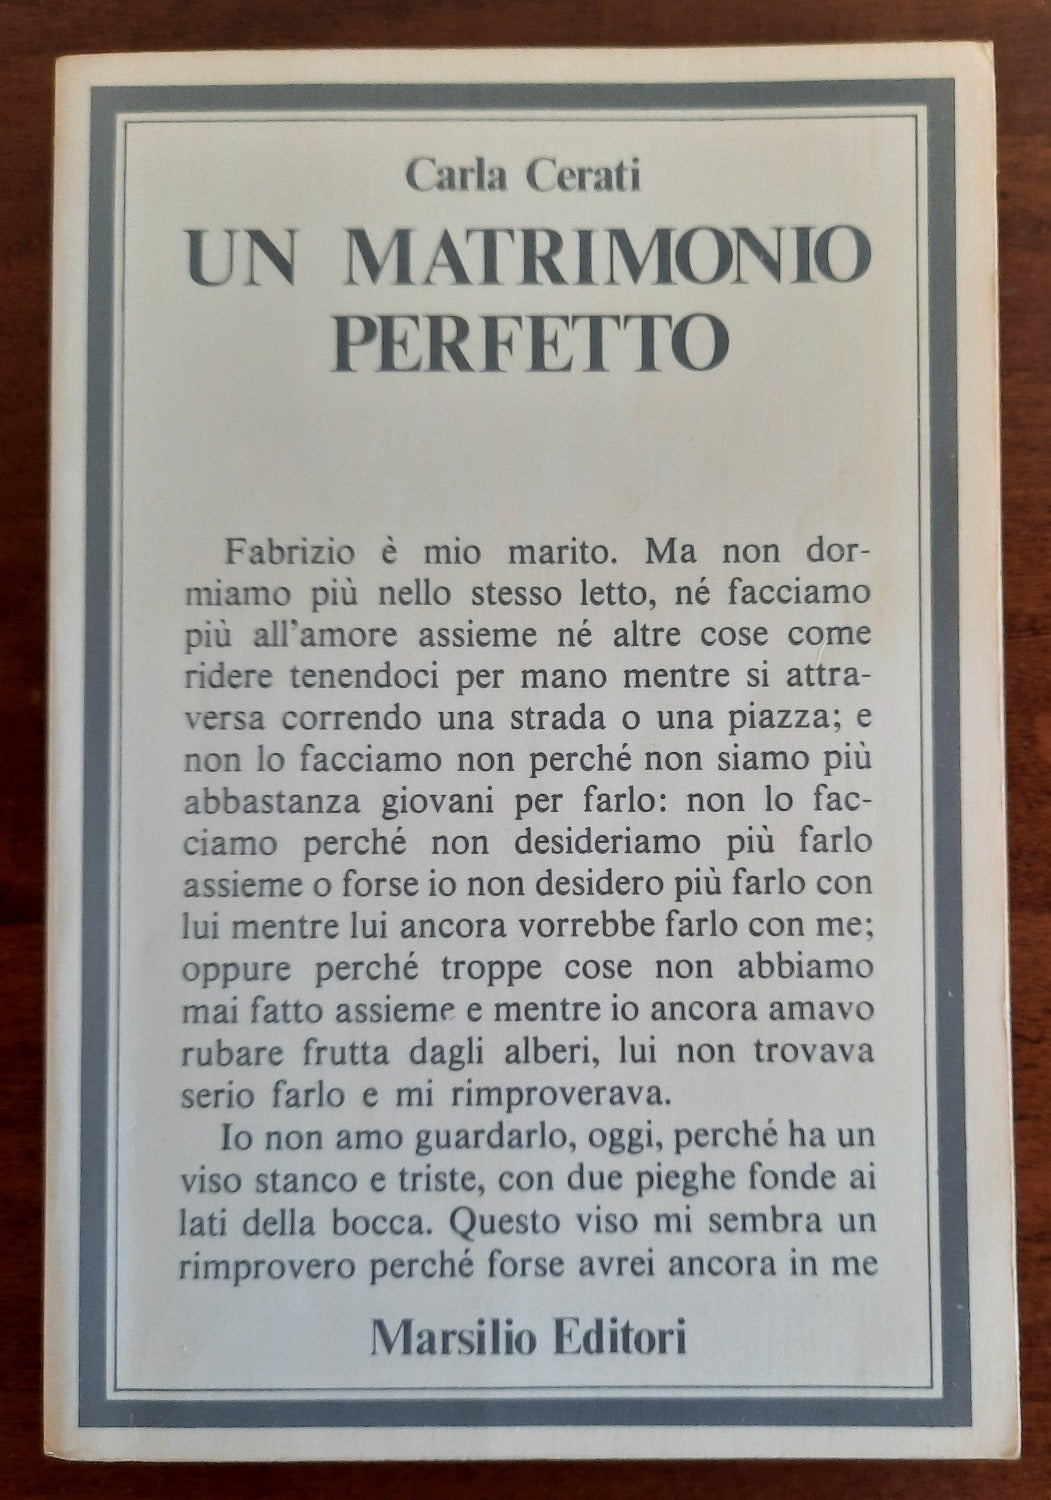 Carla Cerati
UN MATRIMONIO
PERFETTO
Fabrizio è mio marito. Ma non dor-
miamo più nello stesso letto, né facciamo
più all'amore assieme né altre cose come
ridere tenendoci per mano mentre si attra-
versa correndo una strada o una piazza; e
non lo facciamo non perché non siamo più
abbastanza giovani per farlo: non lo fac-
ciamo perché non desideriamo più farlo
assieme o forse io non desidero più farlo con
lui mentre lui ancora vorrebbe farlo con me;
oppure perché troppe cose non abbiamo
mai fatto assieme e mentre io ancora amavo
rubare frutta dagli alberi, lui non trovava
serio farlo e mi rimproverava.
Io non amo guardarlo, oggi, perché ha un
viso stanco e triste, con due pieghe fonde ai
lati della bocca. Questo viso mi sembra un
rimprovero perché forse avrei ancora in me
Marsilio Editori